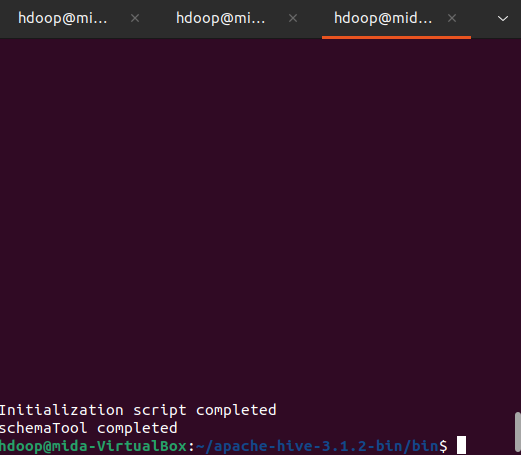 hdoop@mi...
hdoop@mi...
hdoop@mid...
Initialization script completed
schemaTool completed
hdoop@mida-VirtualBox:~/apache-hive-3.1.2-bin/bin$